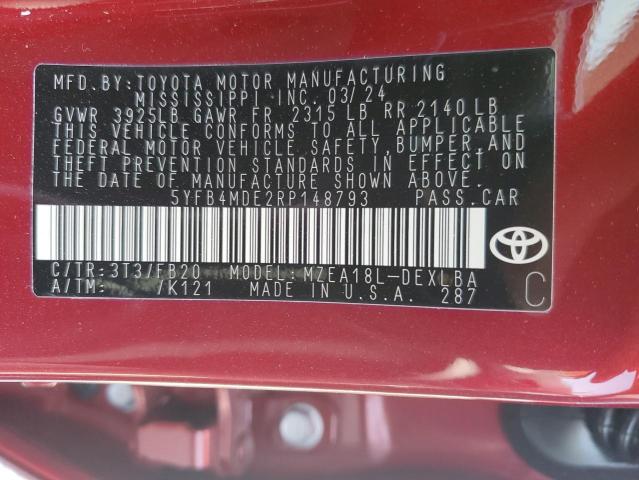 MFD.BY:TOYOTA MOTOR MANUFACTURING
MISSISSIPPI INC. 03/24
GVWR 3925LB GAWR FR 2315 LB RR 2140 LB
THIS VEHICLE CONFORMS TO ALL APPLICABLE
FEDERAL MOTOR VEHICLE SAFETY, BUMPER, AND
THEFT PREVENTION STANDARDS IN EFFECT ON
THE DATE OF MANUFACTURE SHOWN ABOVE.
5YFB4MDE2RP148793 PASS.CAR
C/TR:3T3/FB20 MODEL:MZEA18L-DEXLBA
A/TM: /K121 MADE IN U.S.A. 287
C